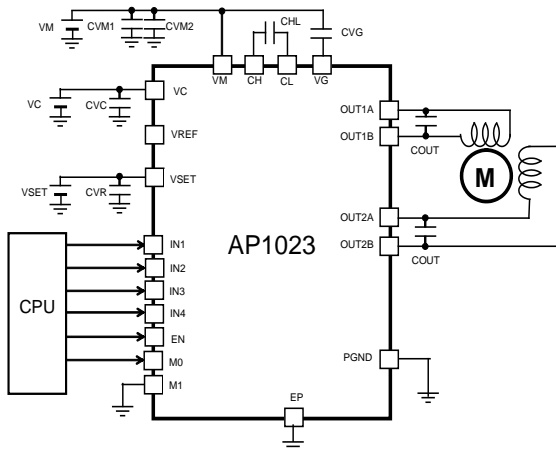 CHL
VM CVM1 CVM2 CVG
VM CH CL VG
VC VC
CVC
OUT1A
VREF OUT1B
COUT
VSET VSET
CVR
M
OUT2A
IN1 AP1023
OUT2B
IN2 COUT
IN3
CPU
IN4
EN
M0 PGND
M1
EP